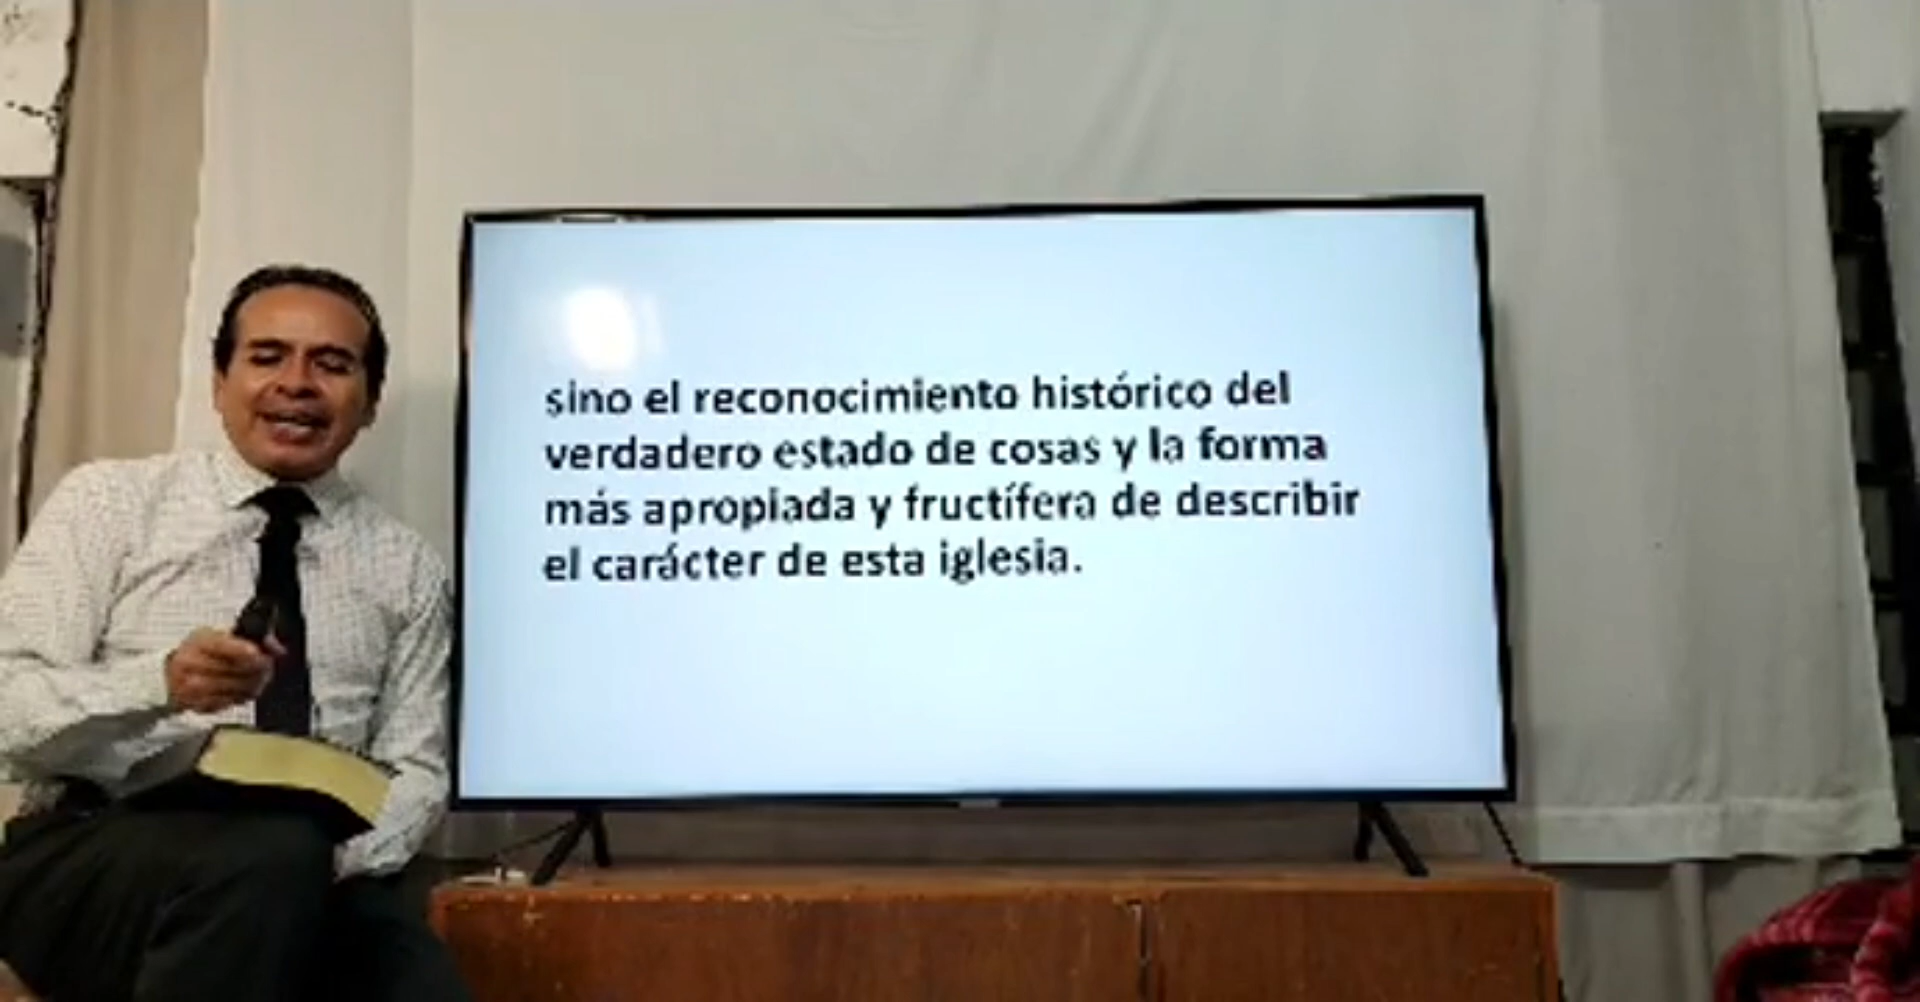 sino el reconocimiento histórico del
verdadero estado de cosas y la forma
más apropiada y fructífera de describir
el carácter de esta iglesia.